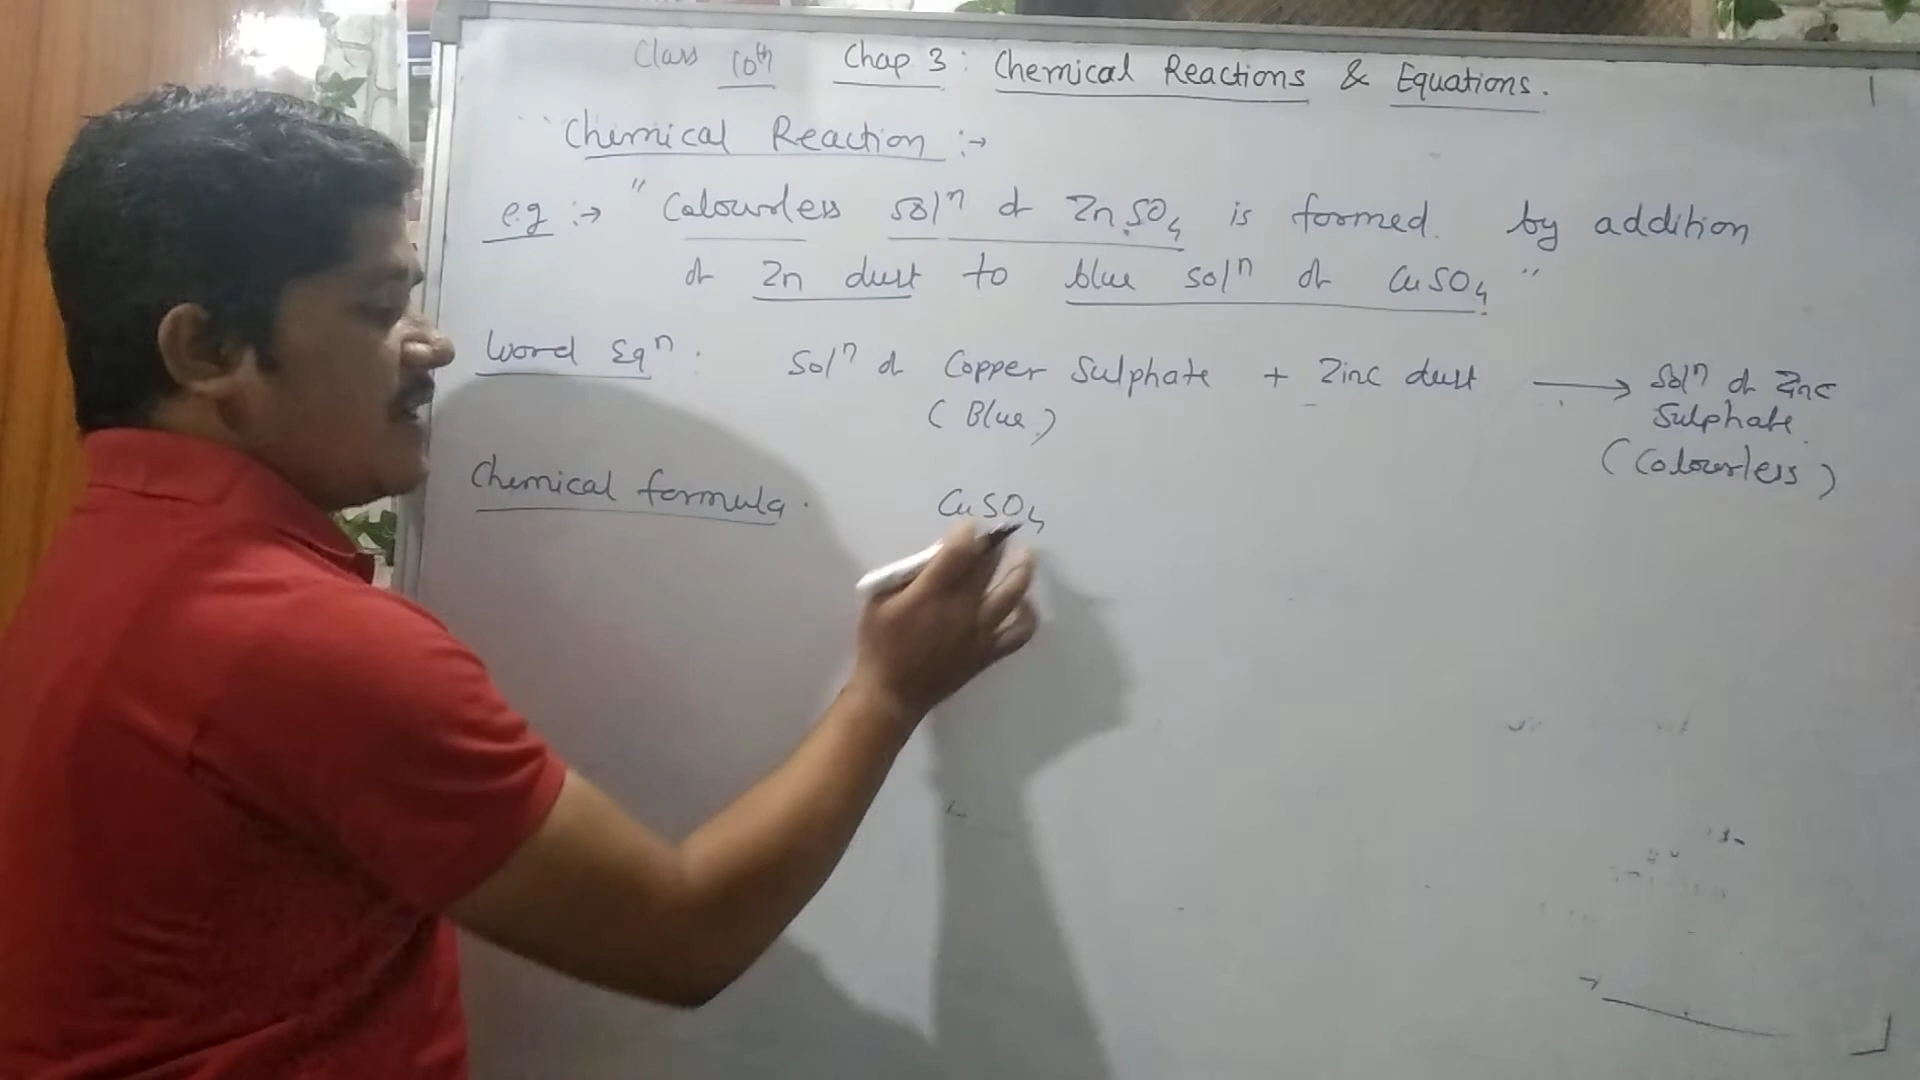 Class 10th Chap 3: Chemical Reactions & Equations.
Chemical Reaction :→
e.g :→ "Colourless solⁿ of ZnSO₄ is formed by addition
of Zn dust to blue solⁿ of CuSO₄"
Word Eqⁿ: Solⁿ of Copper Sulphate + Zinc dust ⟶ Solⁿ of Zinc
Sulphate
(Blue) (Colourless)
Chemical formula. CuSO₄